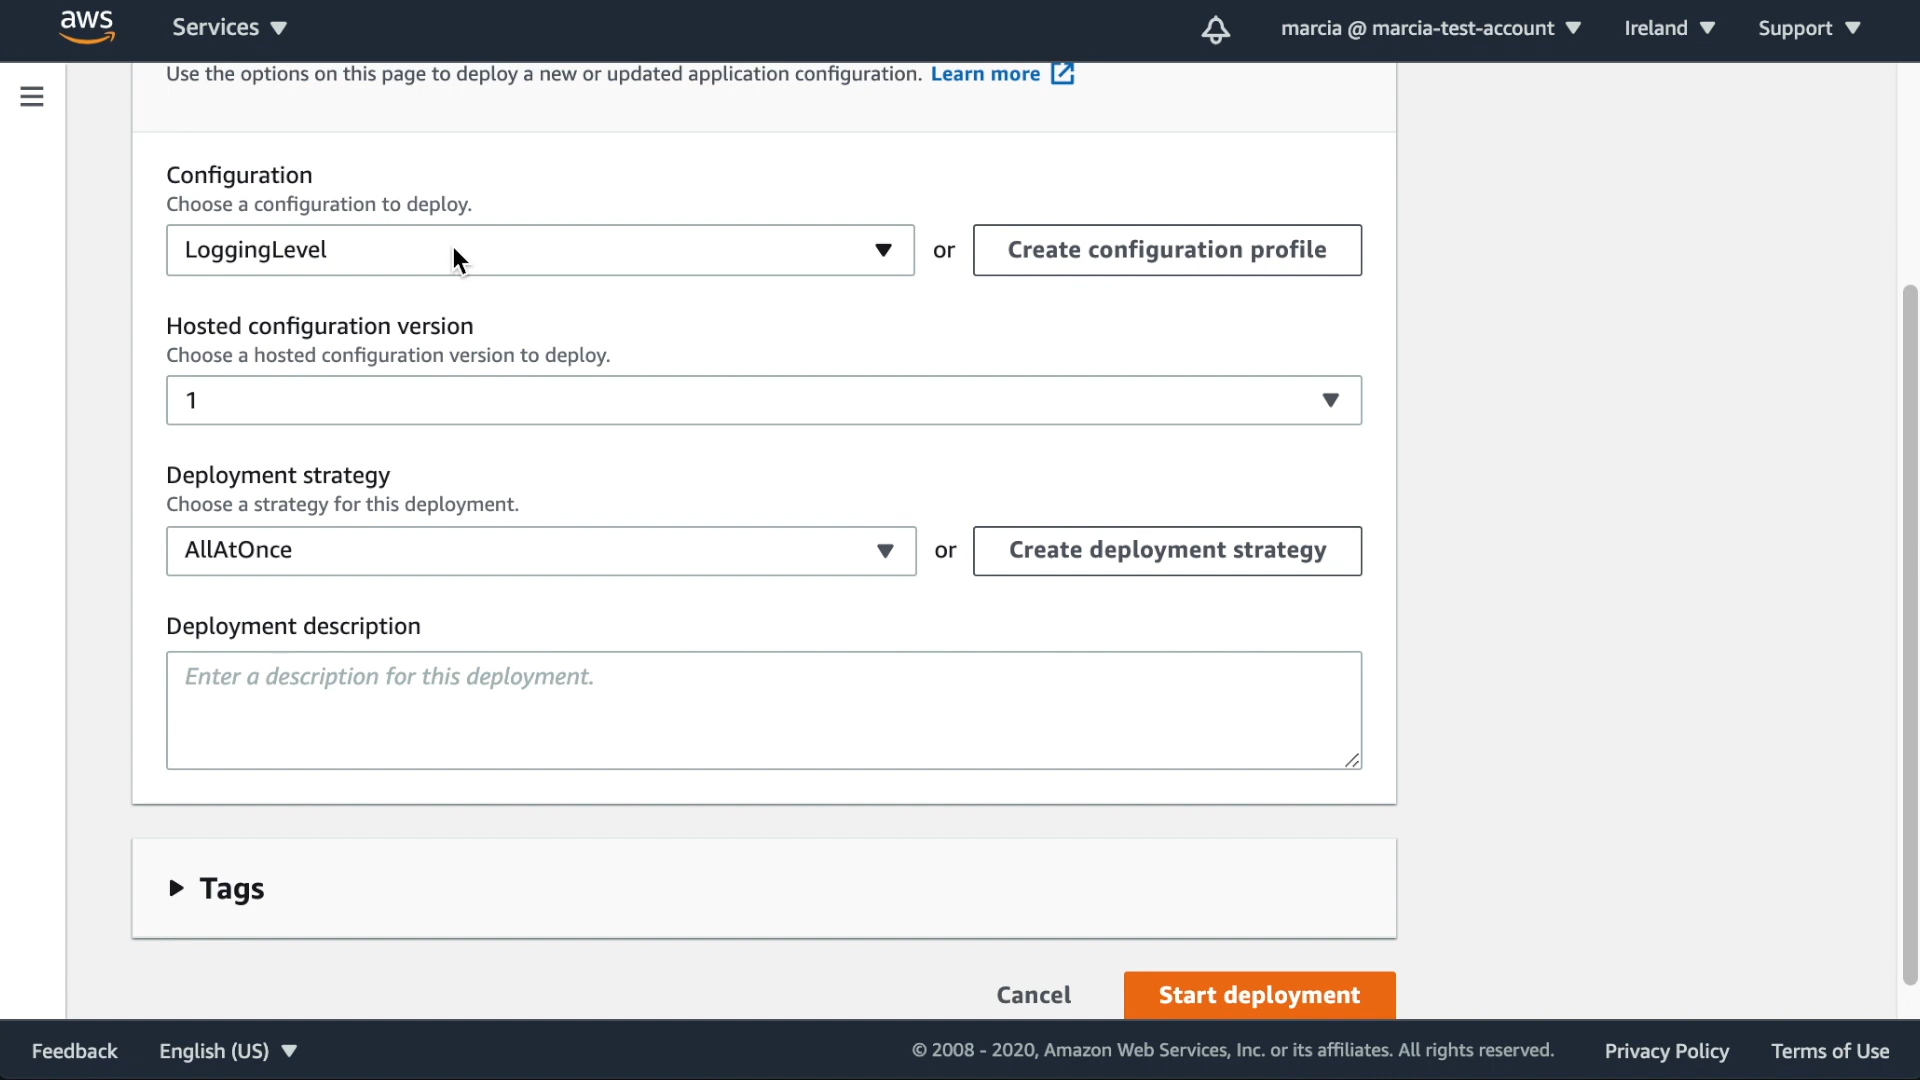 aws
Services
marcia @ marcia-test-account
Ireland
Support
Use the options on this page to deploy a new or updated application configuration. Learn more
Configuration
Choose a configuration to deploy.
LoggingLevel
or
Create configuration profile
Hosted configuration version
Choose a hosted configuration version to deploy.
1
Deployment strategy
Choose a strategy for this deployment.
AllAtOnce
or
Create deployment strategy
Deployment description
Enter a description for this deployment.
Tags
Cancel
Start deployment
Feedback
English (US)
© 2008 - 2020, Amazon Web Services, Inc. or its affiliates. All rights reserved.
Privacy Policy
Terms of Use